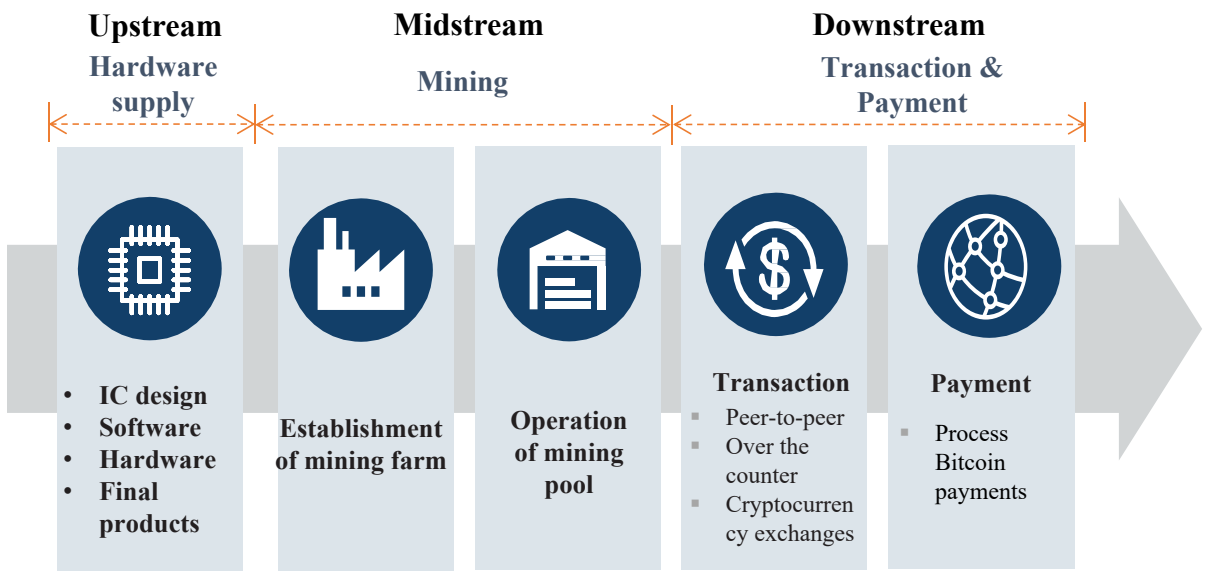 Upstream
Midstream
Downstream
Hardware
supply
Mining
Transaction &
Payment
• IC design
• Software
• Hardware
• Final
products
Establishment
of mining farm
Operation
of mining
pool
Transaction
▪ Peer-to-peer
▪ Over the
counter
▪ Cryptocurren
cy exchanges
Payment
▪ Process
Bitcoin
payments